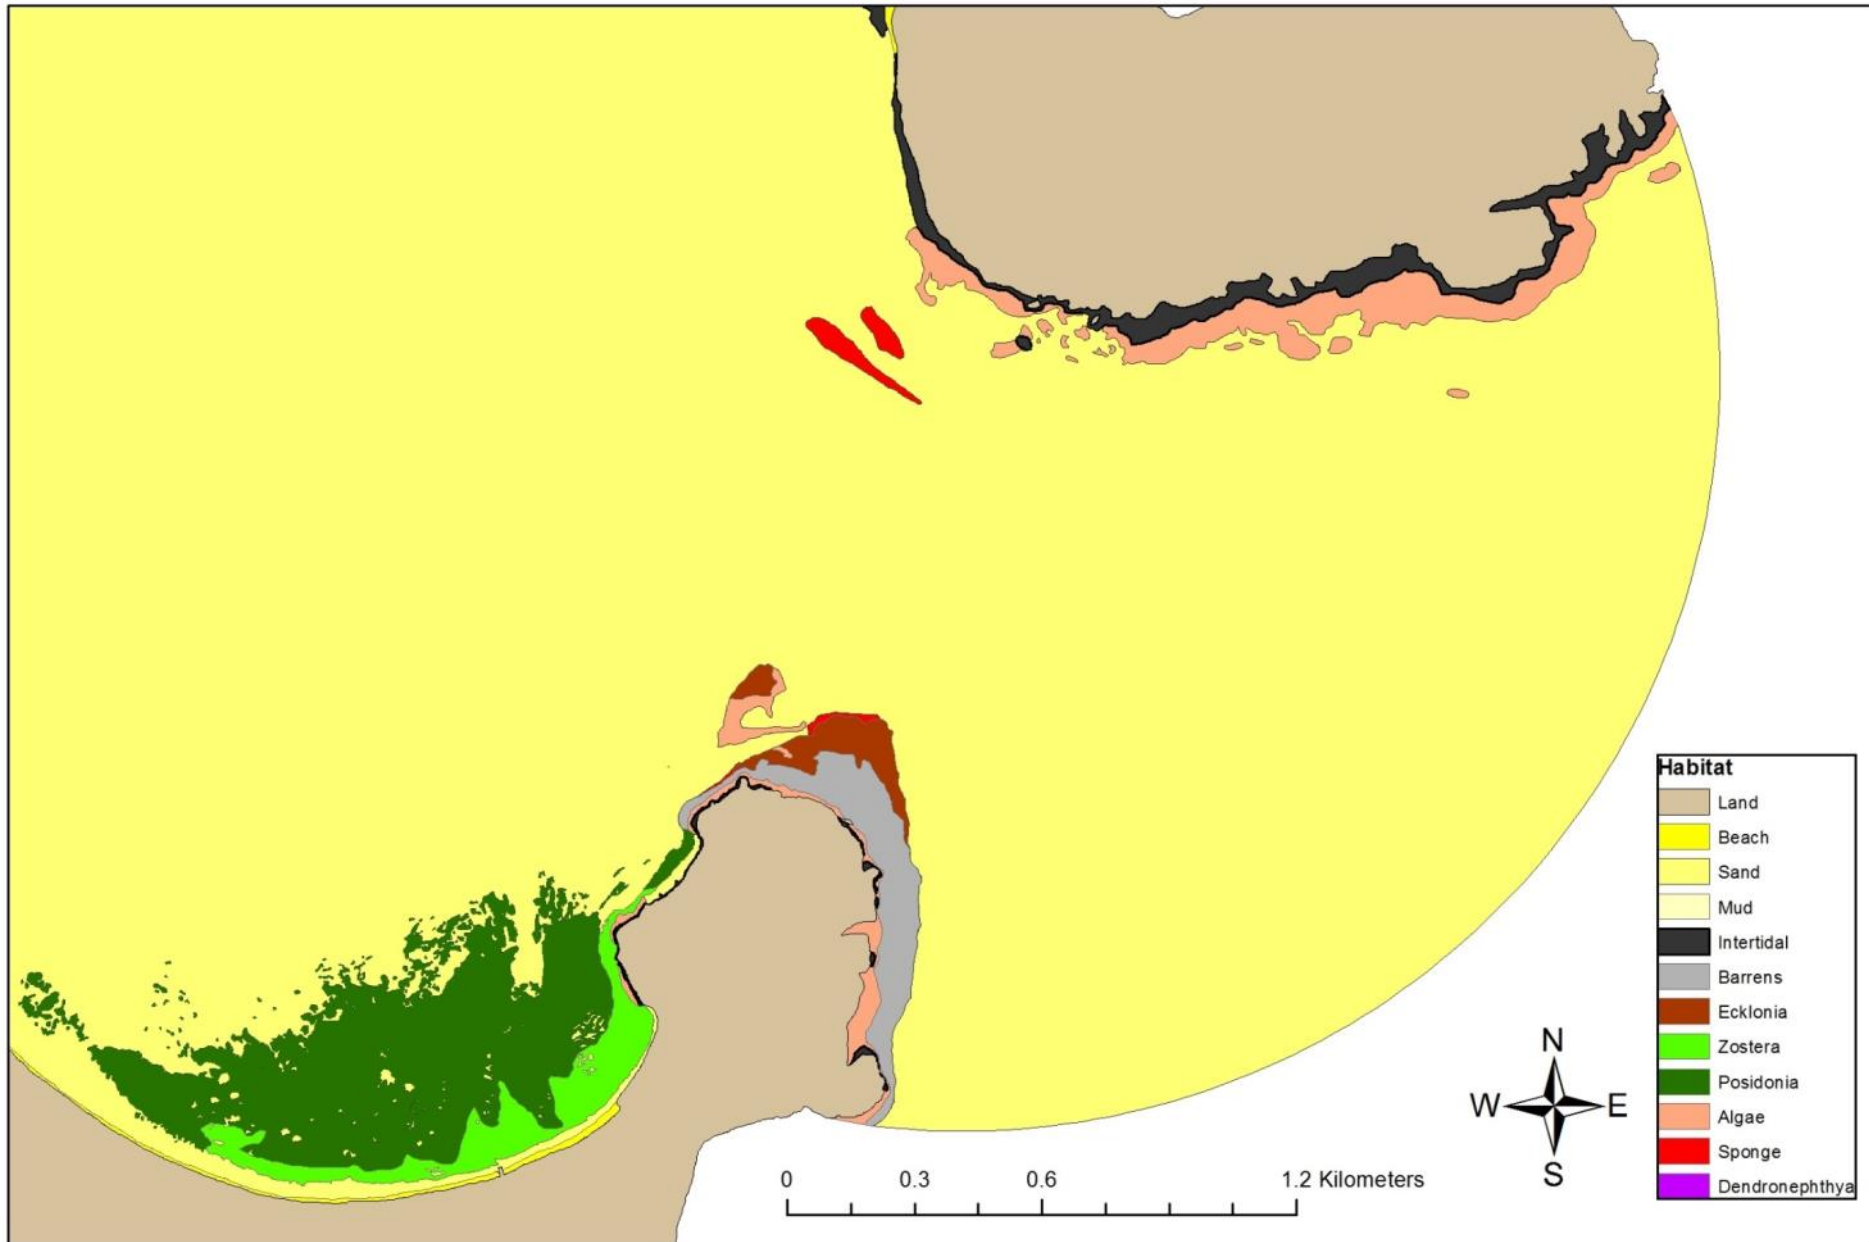 Habitat
Land
Beach
Sand
Mud
Intertidal
Barrens
Ecklonia
Zostera
Posidonia
Algae
Sponge
Dendronephthya
N
W E
S
0 0.3 0.6 1.2 Kilometers